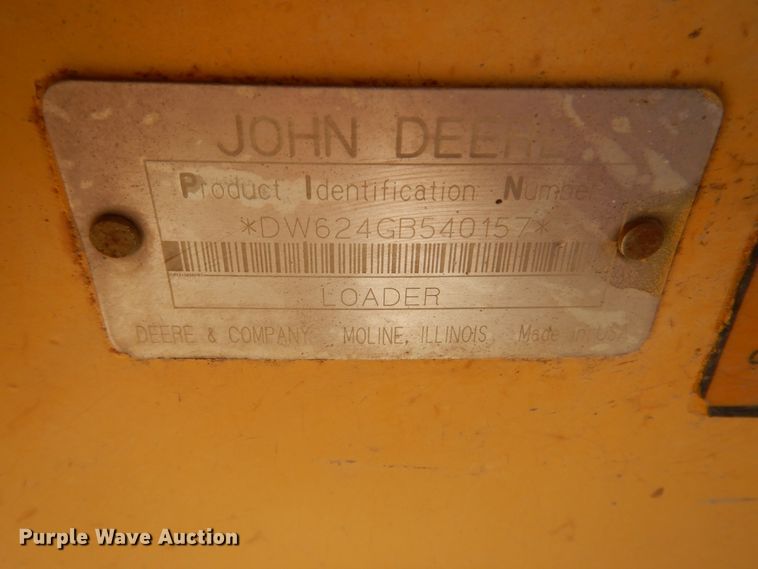 JOHN DEERE
Product Identification Number
*DW624GB540157*
LOADER
DEERE & COMPANY MOLINE, ILLINOIS Made in USA
Purple Wave Auction